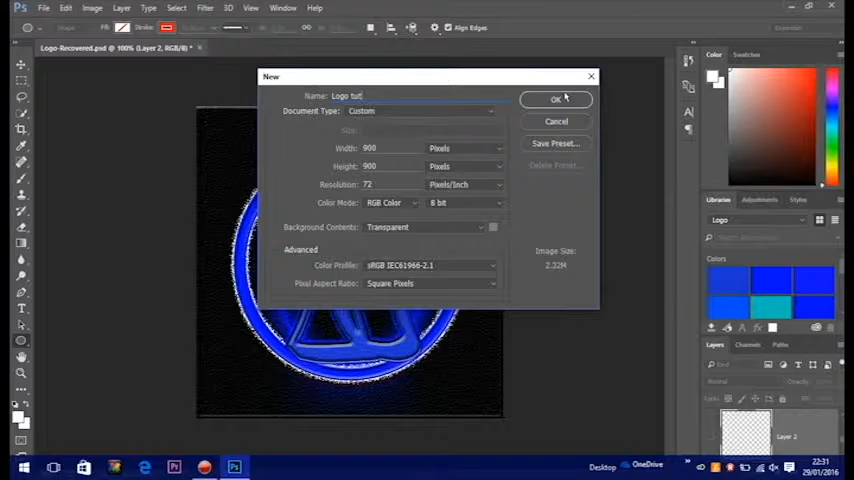 Ps File Edit Image Layer Type Select Filter 3D View Window Help
Shape Fill: Stroke: W: H: Align Edges
Logo-Recovered.psd @ 100% (Layer 2, RGB/8) * ×
New
Name: Logo tut
OK
Document Type: Custom
Cancel
Size:
Width: 900 Pixels
Save Preset...
Height: 900 Pixels
Delete Preset...
Resolution: 72 Pixels/Inch
Color Mode: RGB Color 8 bit
Background Contents: Transparent
Advanced
Image Size:
2.32M
Color Profile: sRGB IEC61966-2.1
Pixel Aspect Ratio: Square Pixels
Color Swatches
Libraries Adjustments Styles
Logo
Colors
Layers Channels Paths
Kind
Normal
Lock:
Layer 2
Desktop OneDrive
22:31
29/01/2016